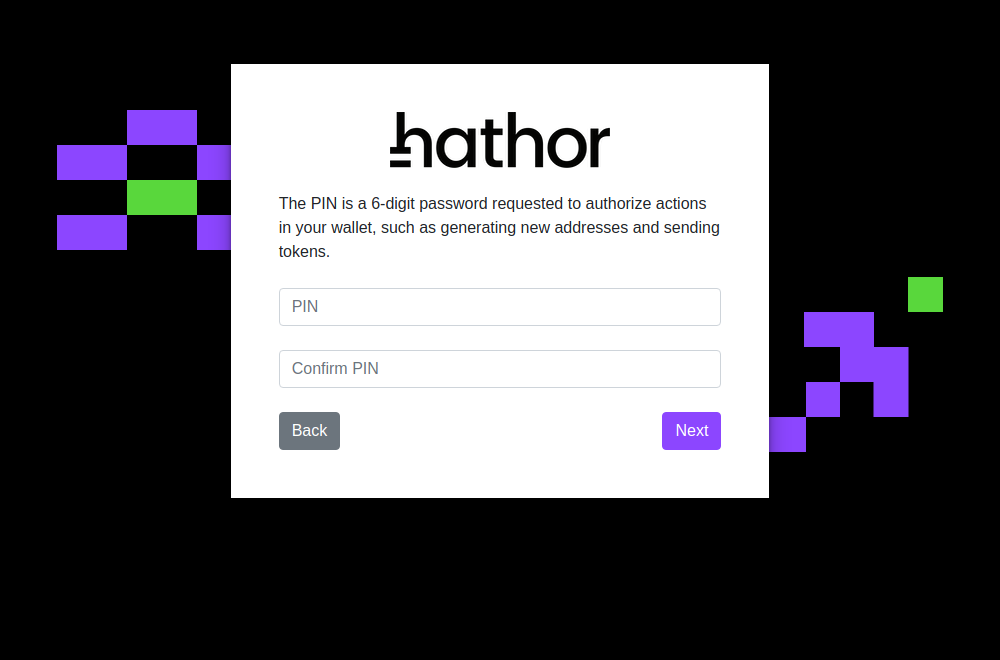 hathor
The PIN is a 6-digit password requested to authorize actions
in your wallet, such as generating new addresses and sending
tokens.
PIN
Confirm PIN
Back
Next